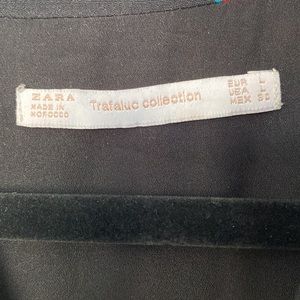 ZARA
MADE IN
MOROCCO
Trafaluc collection
EUR L
USA L
MEX